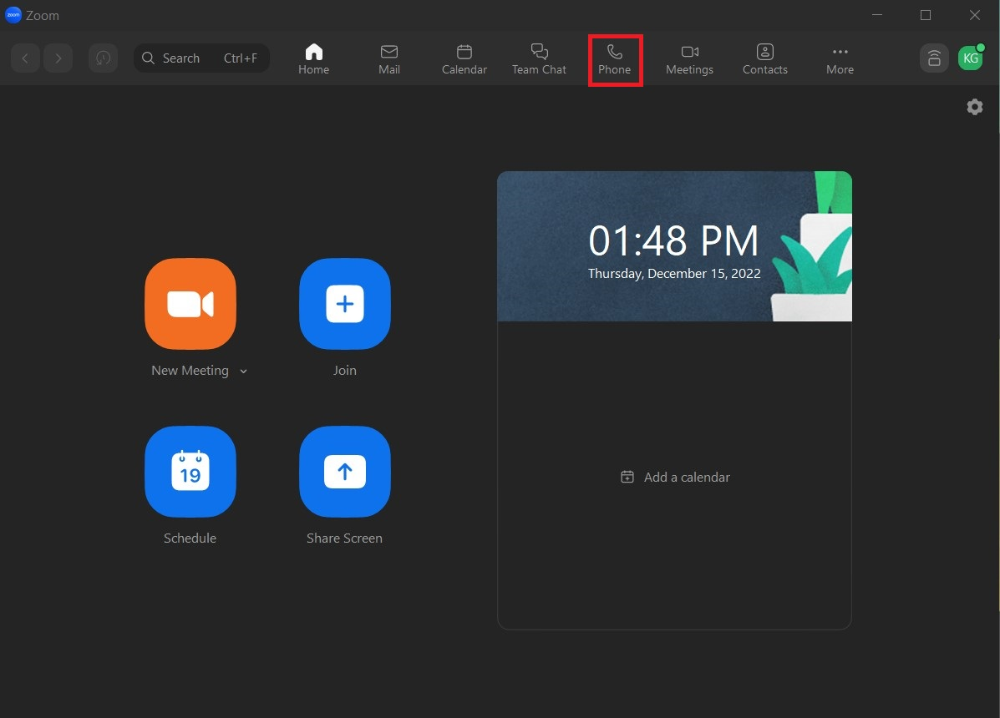 zoom Zoom
Search Ctrl+F
Home Mail Calendar Team Chat Phone Meetings Contacts More
KG
01:48 PM
Thursday, December 15, 2022
New Meeting Join
19
Schedule Share Screen
Add a calendar